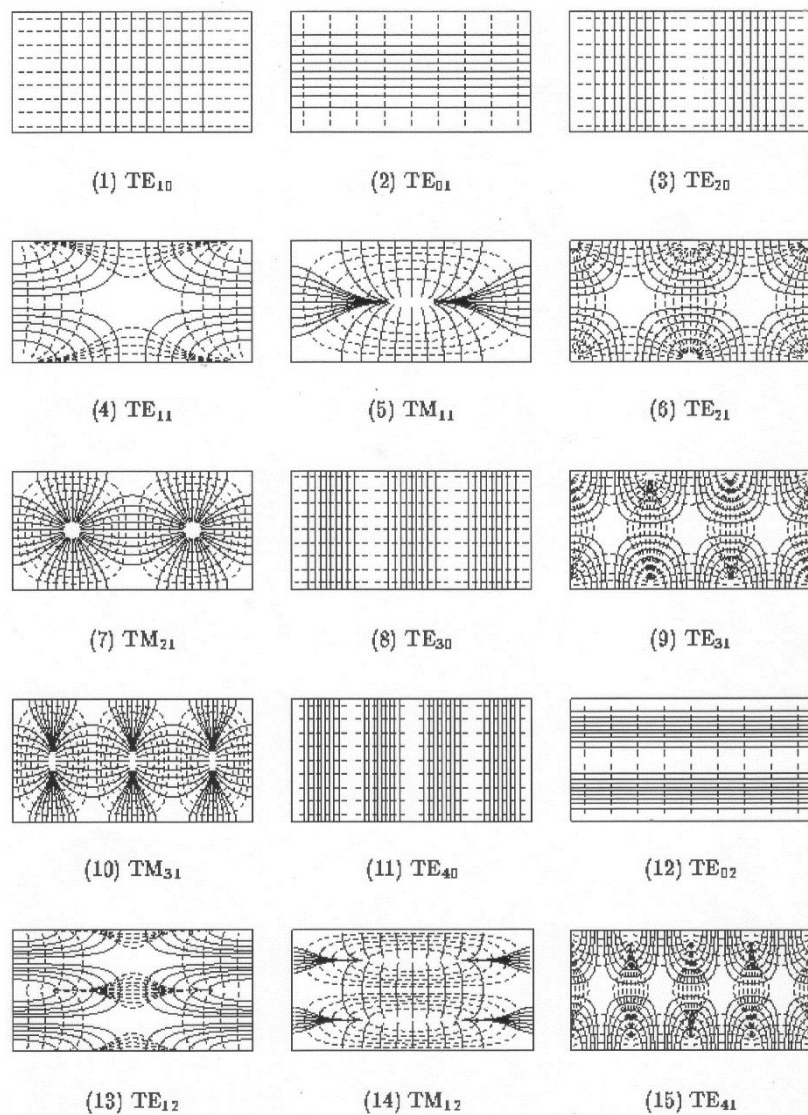 (1) TE₁₀ (2) TE₀₁ (3) TE₂₀
(4) TE₁₁ (5) TM₁₁ (6) TE₂₁
(7) TM₂₁ (8) TE₃₀ (9) TE₃₁
(10) TM₃₁ (11) TE₄₀ (12) TE₀₂
(13) TE₁₂ (14) TM₁₂ (15) TE₄₁